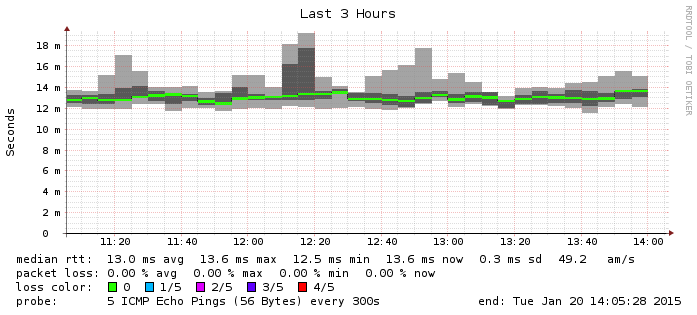 Last 3 Hours
RRDTOOL / TOBI OETIKER
Seconds
18 m
16 m
14 m
12 m
10 m
8 m
6 m
4 m
2 m
0
11:20 11:40 12:00 12:20 12:40 13:00 13:20 13:40 14:00
median rtt: 13.0 ms avg 13.6 ms max 12.5 ms min 13.6 ms now 0.3 ms sd 49.2 am/s
packet loss: 0.00 % avg 0.00 % max 0.00 % min 0.00 % now
loss color: 0 1/5 2/5 3/5 4/5
probe: 5 ICMP Echo Pings (56 Bytes) every 300s end: Tue Jan 20 14:05:28 2015